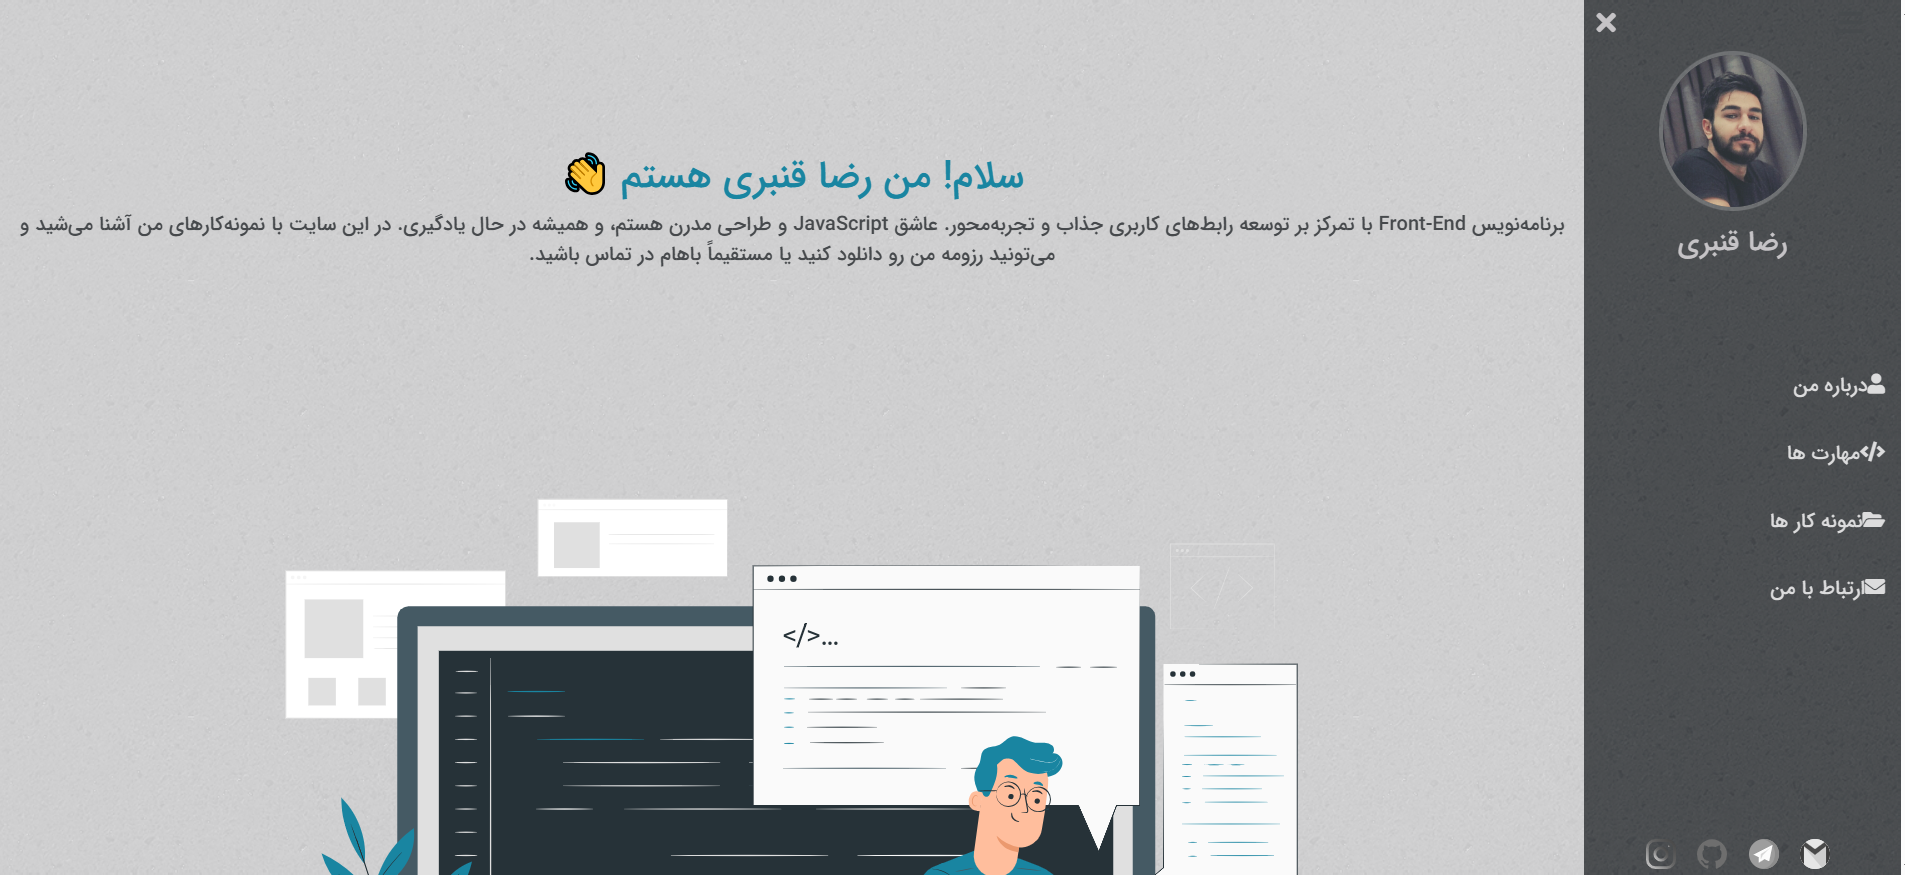 رضا قنبری
درباره من
مهارت ها
نمونه کار ها
ارتباط با من
سلام! من رضا قنبری هستم 👋
برنامه‌نویس Front-End با تمرکز بر توسعه رابط‌های کاربری جذاب و تجربه‌محور. عاشق JavaScript و طراحی مدرن هستم، و همیشه در حال یادگیری. در این سایت با نمونه‌کارهای من آشنا می‌شید و
می‌تونید رزومه من رو دانلود کنید یا مستقیماً باهام در تماس باشید.
</>...
< / >